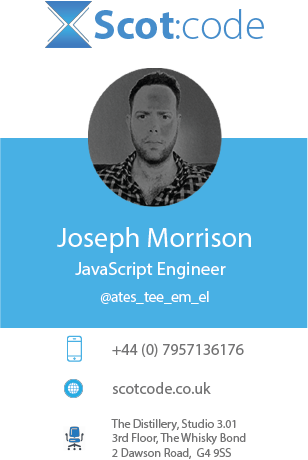 Scot:code
Joseph Morrison
JavaScript Engineer
@ates_tee_em_el
+44 (0) 7957136176
scotcode.co.uk
The Distillery, Studio 3.01
3rd Floor, The Whisky Bond
2 Dawson Road, G4 9SS